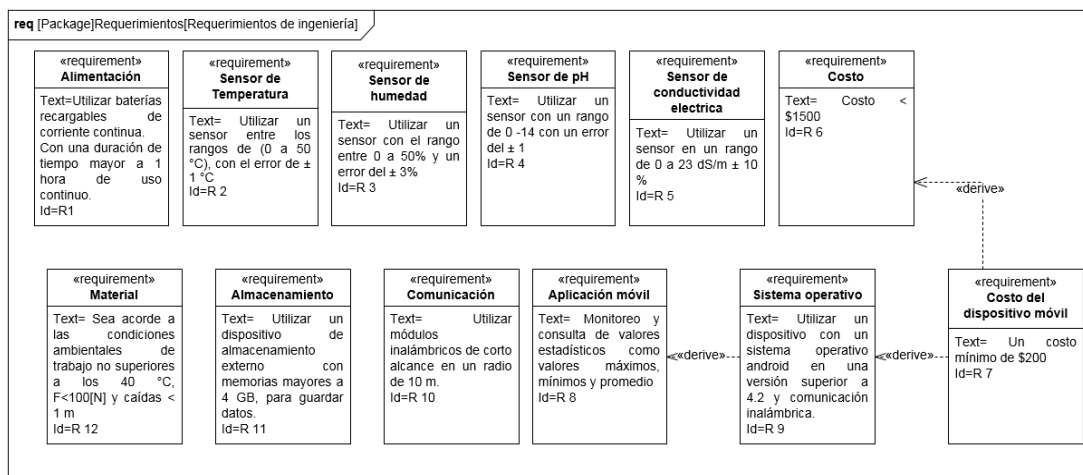 req [Package]Requerimientos[Requerimientos de ingeniería]
«requirement»
Alimentación
Text=Utilizar baterías
recargables de
corriente continua.
Con una duración de
tiempo mayor a 1
hora de uso
continuo.
Id=R1
«requirement»
Sensor de
Temperatura
Text= Utilizar un
sensor entre los
rangos de (0 a 50
°C), con el error de ±
1 °C
Id=R 2
«requirement»
Sensor de
humedad
Text= Utilizar un
sensor con el rango
entre 0 a 50% y un
error del ± 3%
Id=R 3
«requirement»
Sensor de pH
Text= Utilizar un
sensor con un rango
de 0 -14 con un error
del ± 1
Id=R 4
«requirement»
Sensor de
conductividad
electrica
Text= Utilizar un
sensor en un rango
de 0 a 23 dS/m ± 10
%
Id=R 5
«requirement»
Costo
Text= Costo <
$1500
Id=R 6
«derive»
«requirement»
Material
Text= Sea acorde a
las condiciones
ambientales de
trabajo no superiores
a los 40 °C,
F<100[N] y caídas <
1 m
Id=R 12
«requirement»
Almacenamiento
Text= Utilizar un
dispositivo de
almacenamiento
externo con
memorias mayores a
4 GB, para guardar
datos.
Id=R 11
«requirement»
Comunicación
Text= Utilizar
módulos
inalámbricos de corto
alcance en un radio
de 10 m.
Id=R 10
«requirement»
Aplicación móvil
Text= Monitoreo y
consulta de valores
estadísticos como
valores máximos,
mínimos y promedio
Id=R 8
«derive»
«requirement»
Sistema operativo
Text= Utilizar un
dispositivo con un
sistema operativo
android en una
versión superior a
4.2 y comunicación
inalámbrica.
Id=R 9
«derive»
«requirement»
Costo del
dispositivo móvil
Text= Un costo
mínimo de $200
Id=R 7